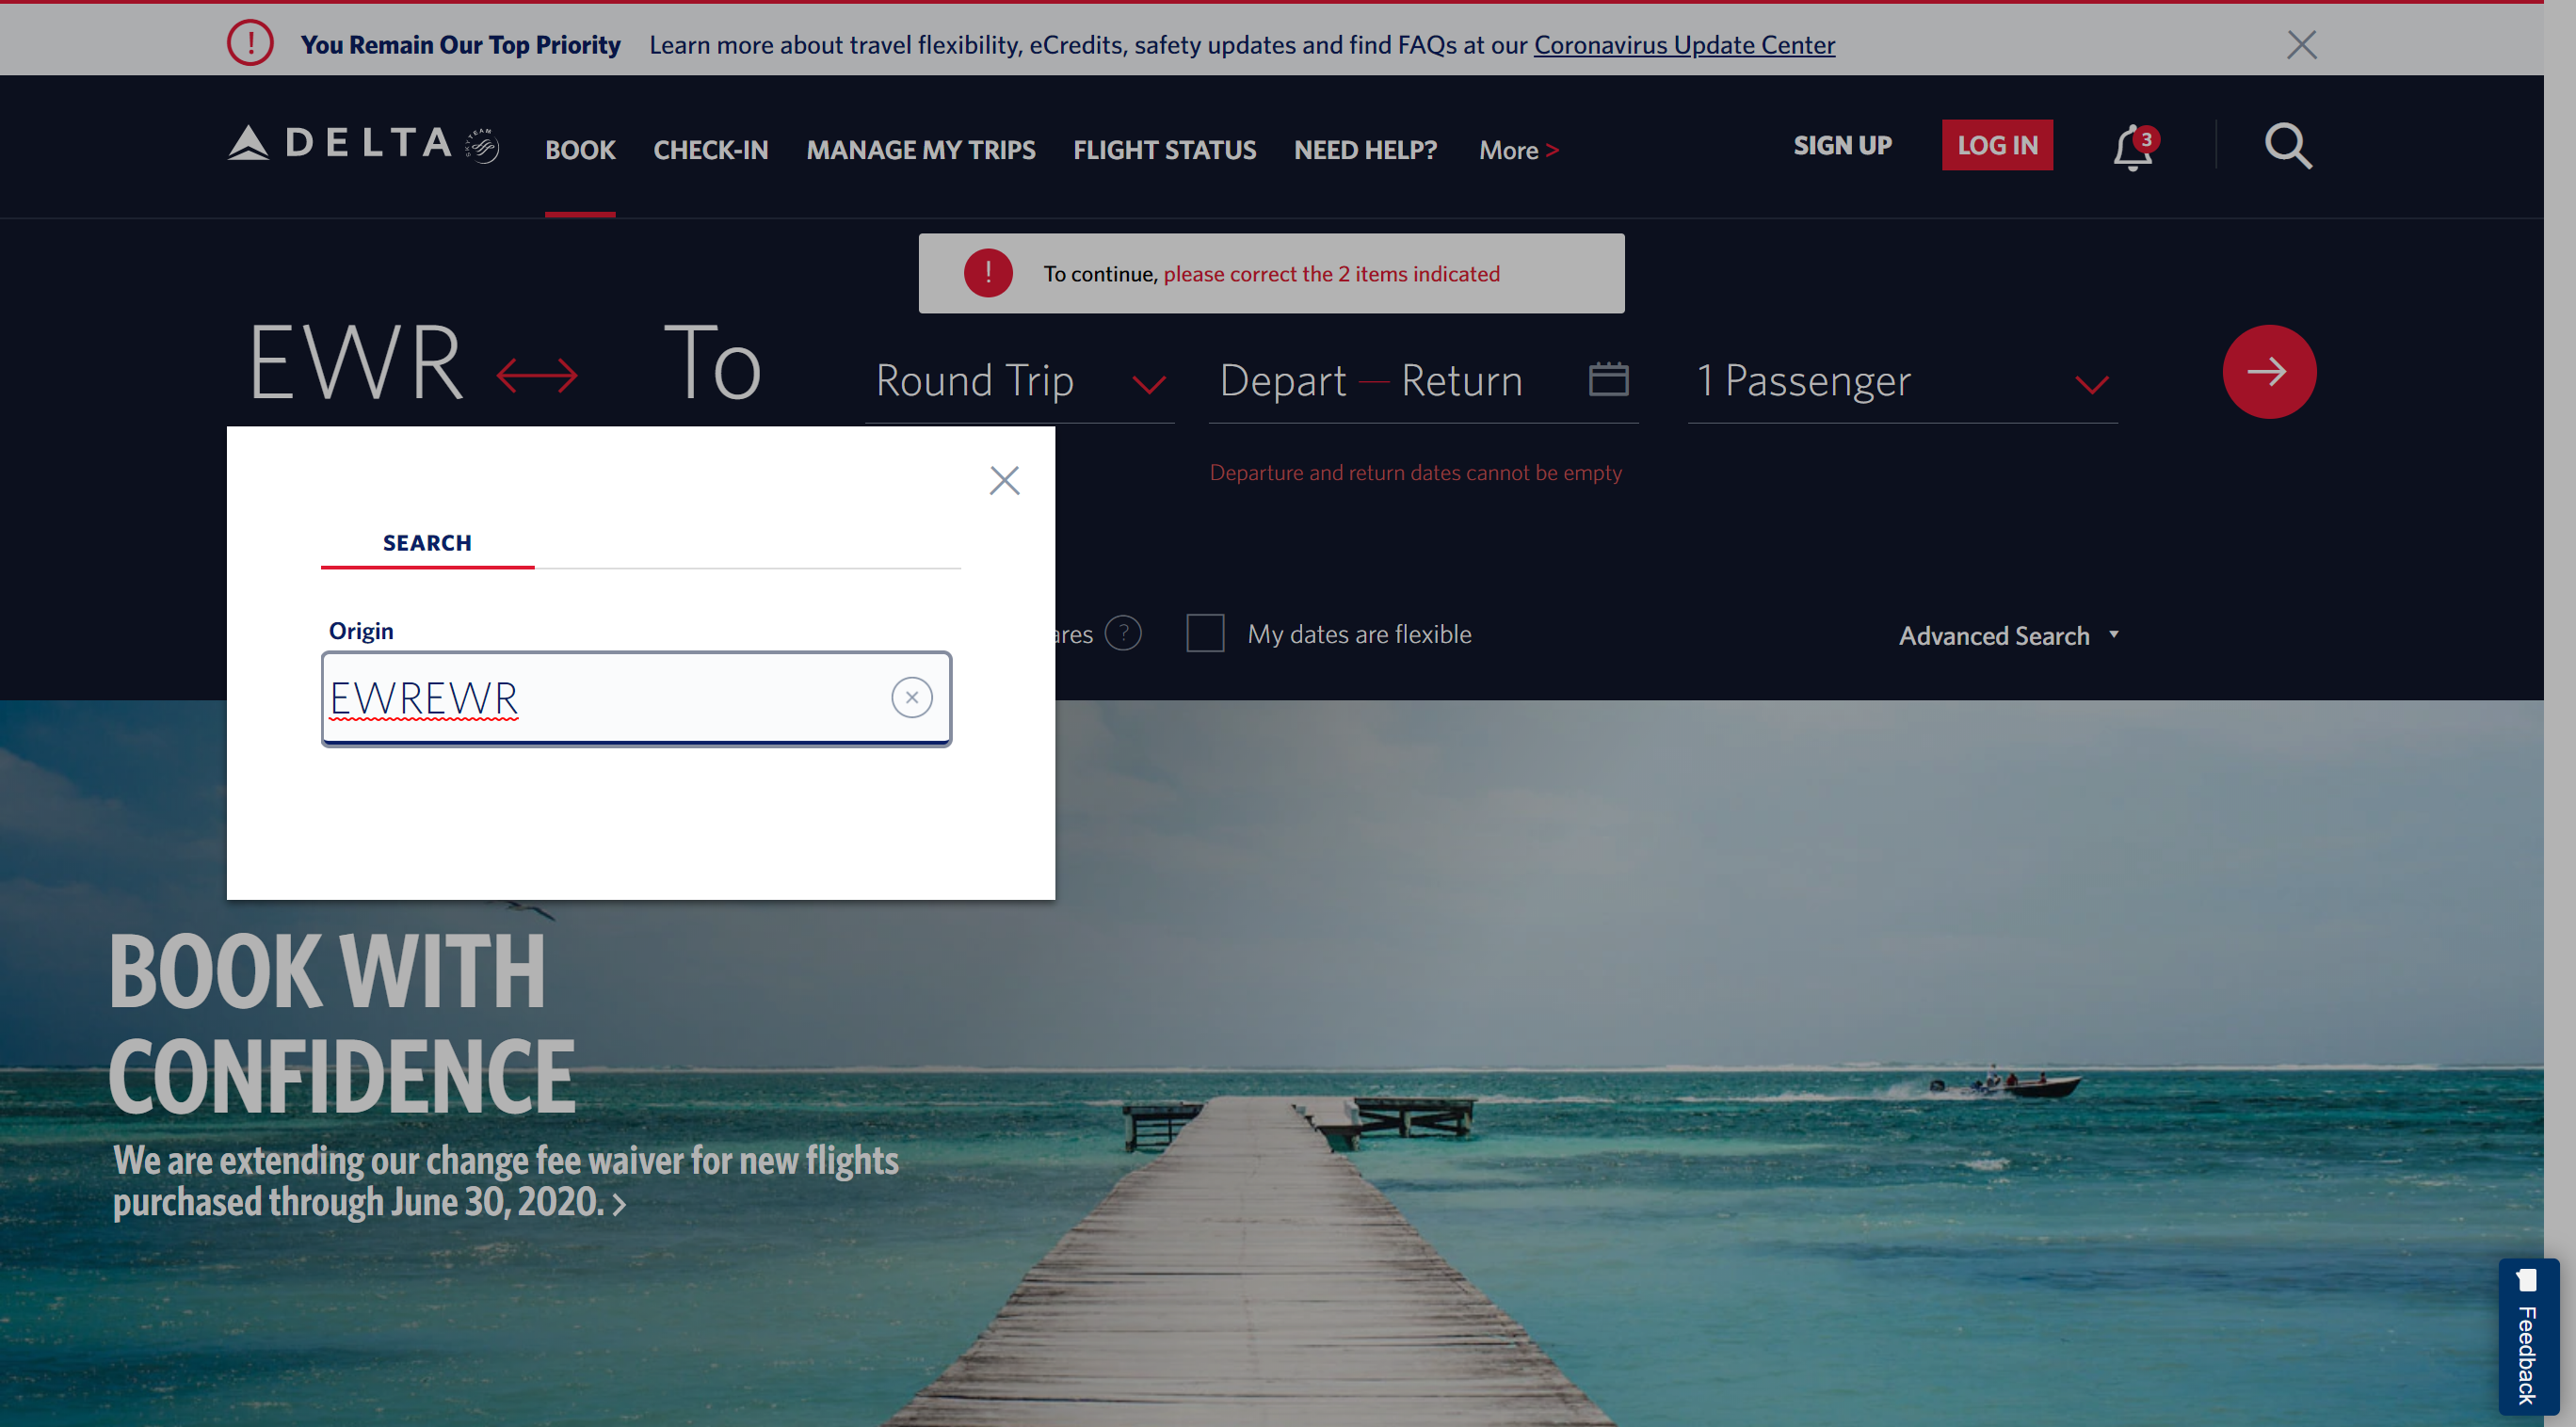 You Remain Our Top Priority Learn more about travel flexibility, eCredits, safety updates and find FAQs at our Coronavirus Update Center
DELTA SKYTEAM BOOK CHECK-IN MANAGE MY TRIPS FLIGHT STATUS NEED HELP? More > SIGN UP LOG IN 3
! To continue, please correct the 2 items indicated
EWR To Round Trip Depart — Return 1 Passenger
Departure and return dates cannot be empty
SEARCH
Origin
EWREWR
ares ? My dates are flexible Advanced Search
BOOK WITH
CONFIDENCE
We are extending our change fee waiver for new flights
purchased through June 30, 2020. >
Feedback